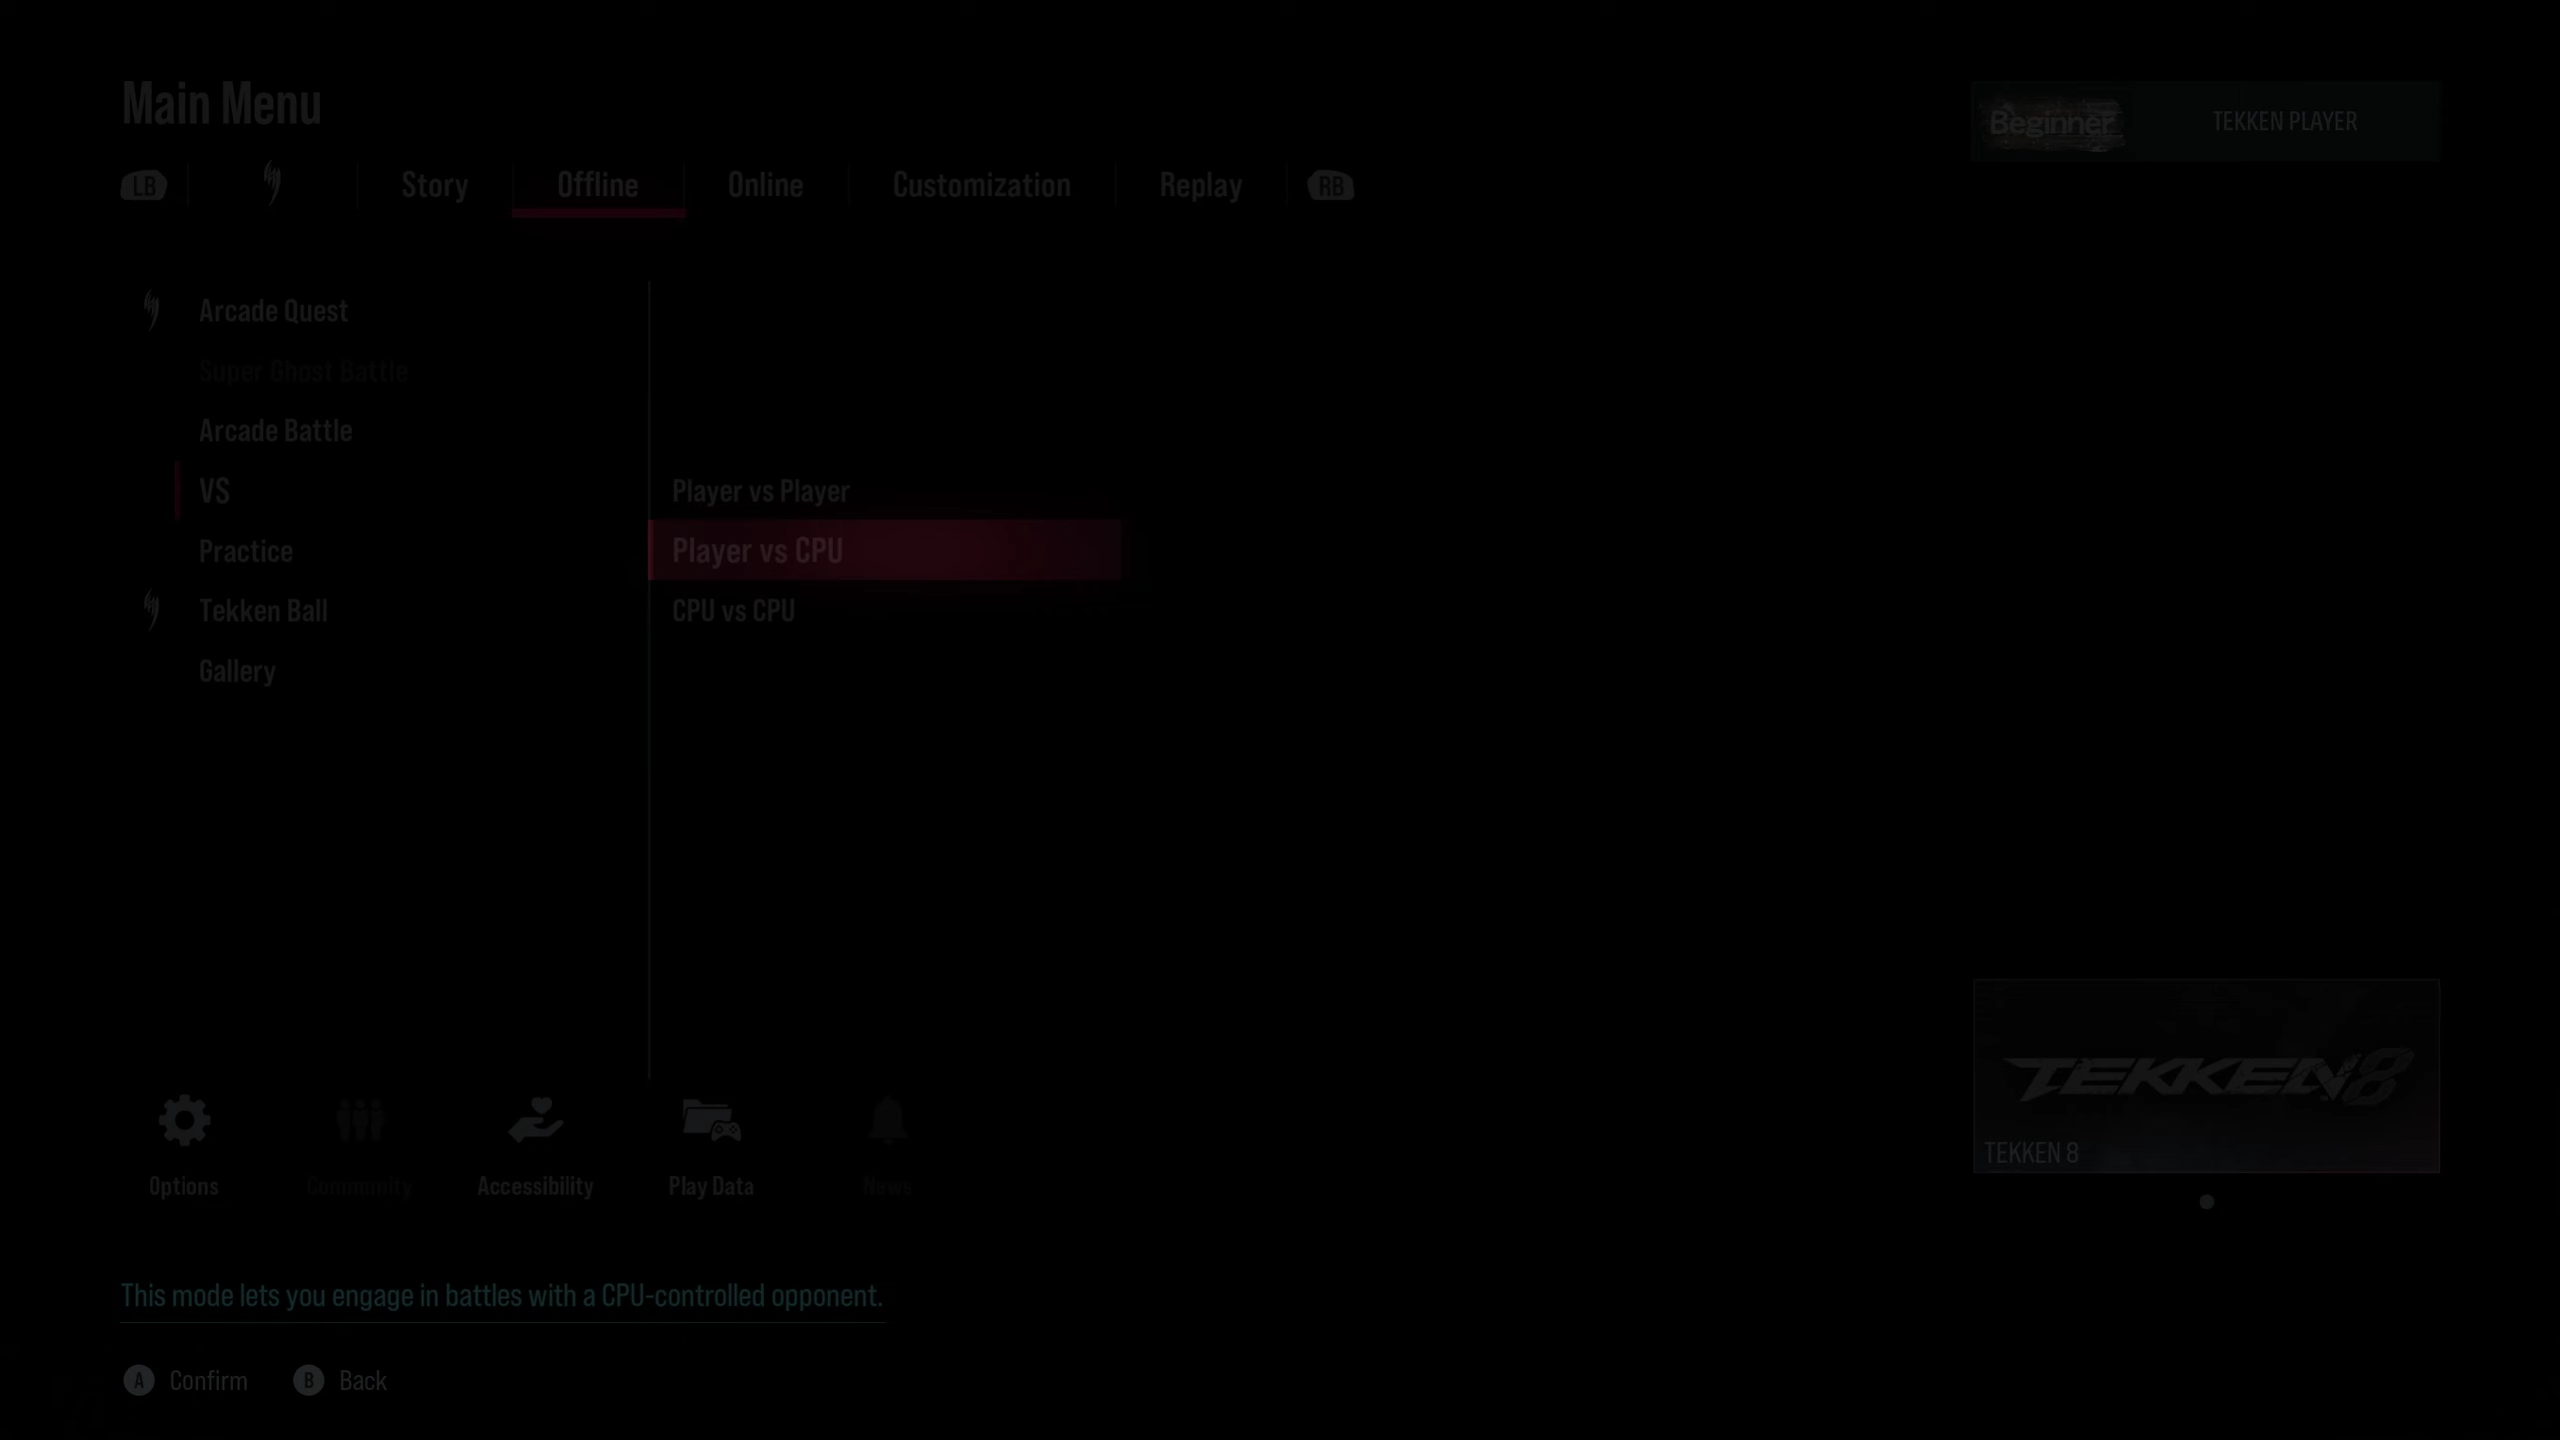 Main Menu
Beginner
TEKKEN PLAYER
LB Story Offline Online Customization Replay RB
Arcade Quest
Super Ghost Battle
Arcade Battle
VS
Practice
Tekken Ball
Gallery
Player vs Player
Player vs CPU
CPU vs CPU
TEKKEN 8
TEKKEN 8
Options Community Accessibility Play Data News
This mode lets you engage in battles with a CPU-controlled opponent.
A Confirm B Back